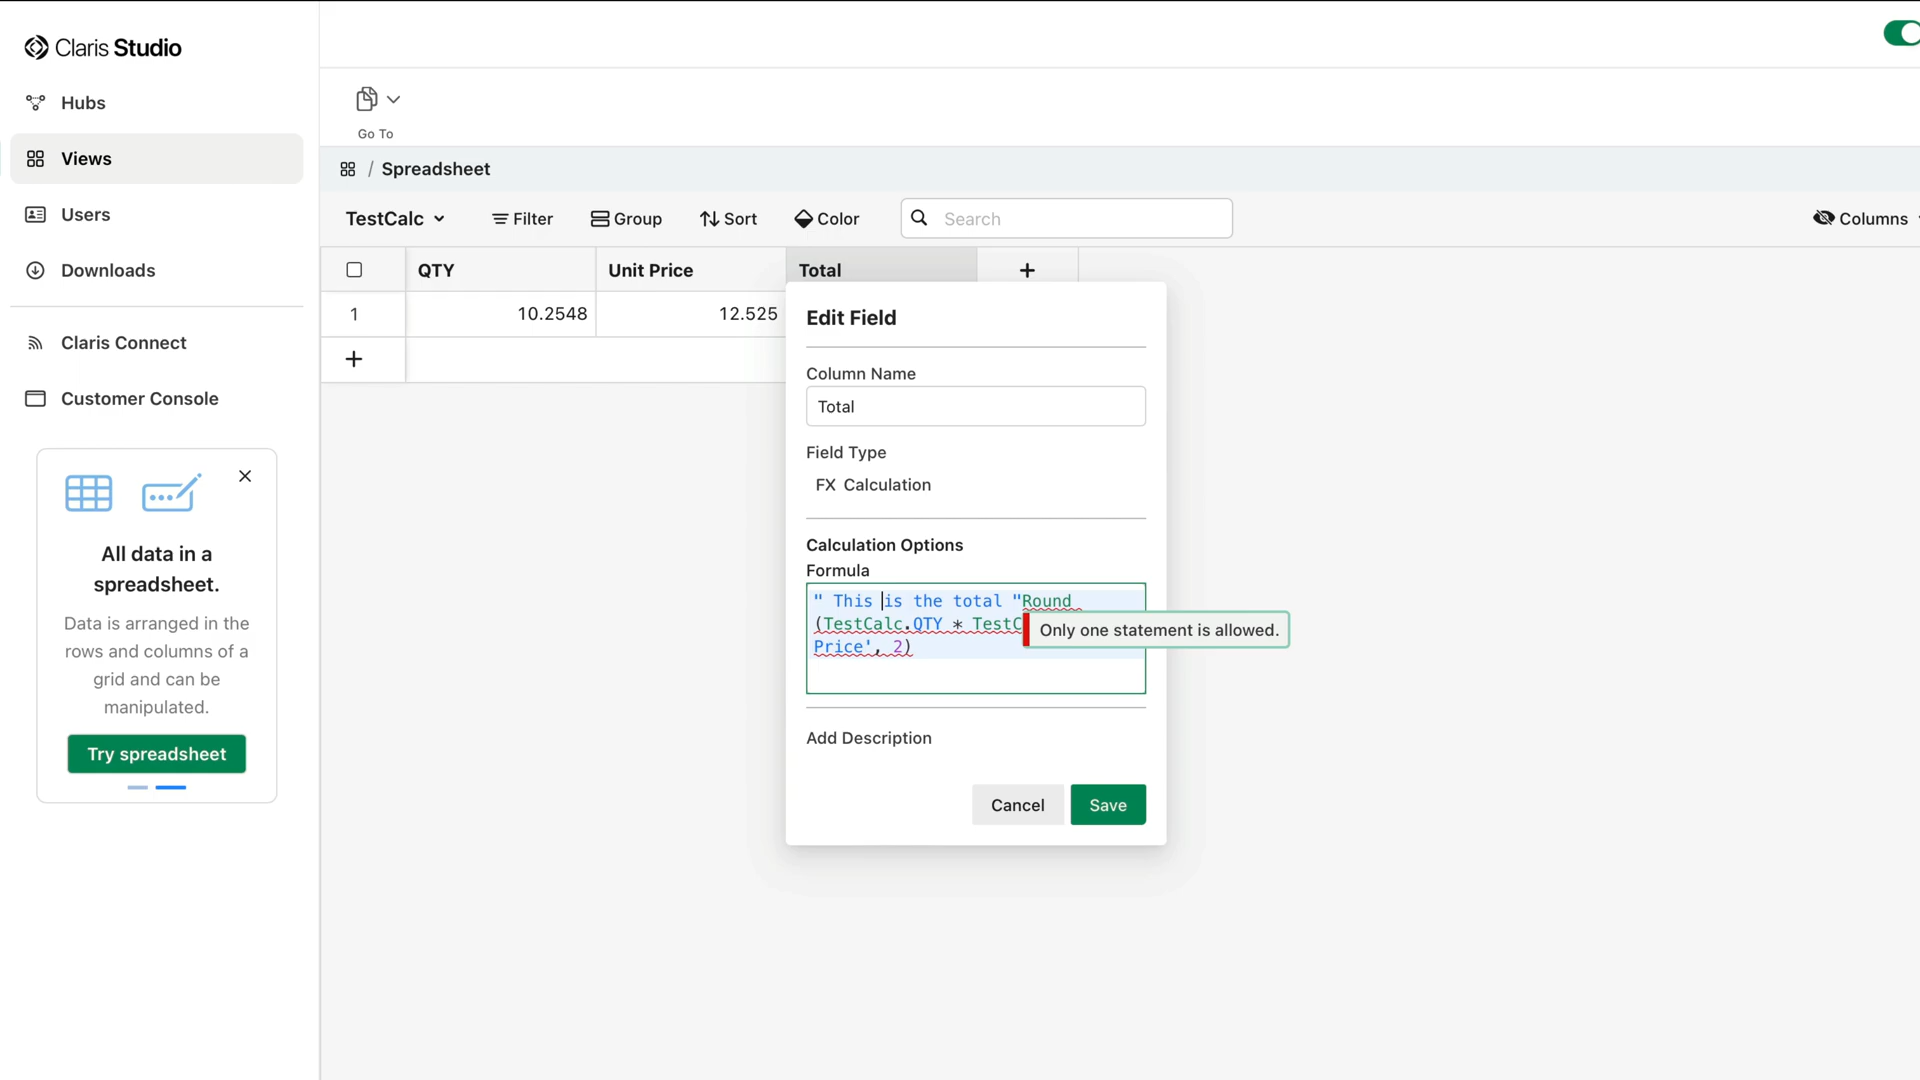 Claris Studio
Hubs
Views
Users
Downloads
Claris Connect
Customer Console
All data in a
spreadsheet.
Data is arranged in the
rows and columns of a
grid and can be
manipulated.
Try spreadsheet
Go To
/ Spreadsheet
TestCalc
Filter
Group
Sort
Color
Search
Columns
QTY
Unit Price
Total
+
1
10.2548
12.525
+
Edit Field
Column Name
Total
Field Type
FX Calculation
Calculation Options
Formula
" This is the total "Round
(TestCalc.QTY * TestC
Price', 2)
Only one statement is allowed.
Add Description
Cancel
Save